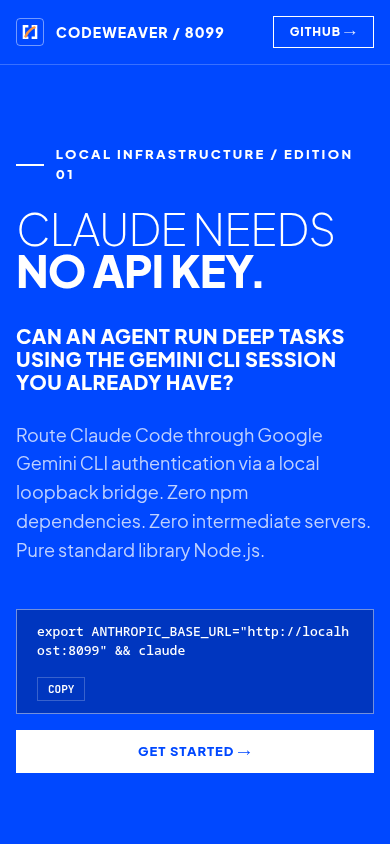 CODEWEAVER / 8099
GITHUB →
LOCAL INFRASTRUCTURE / EDITION
01
CLAUDE NEEDS
NO API KEY.
CAN AN AGENT RUN DEEP TASKS
USING THE GEMINI CLI SESSION
YOU ALREADY HAVE?
Route Claude Code through Google
Gemini CLI authentication via a local
loopback bridge. Zero npm
dependencies. Zero intermediate servers.
Pure standard library Node.js.
export ANTHROPIC_BASE_URL="http://localh
ost:8099" && claude
COPY
GET STARTED →